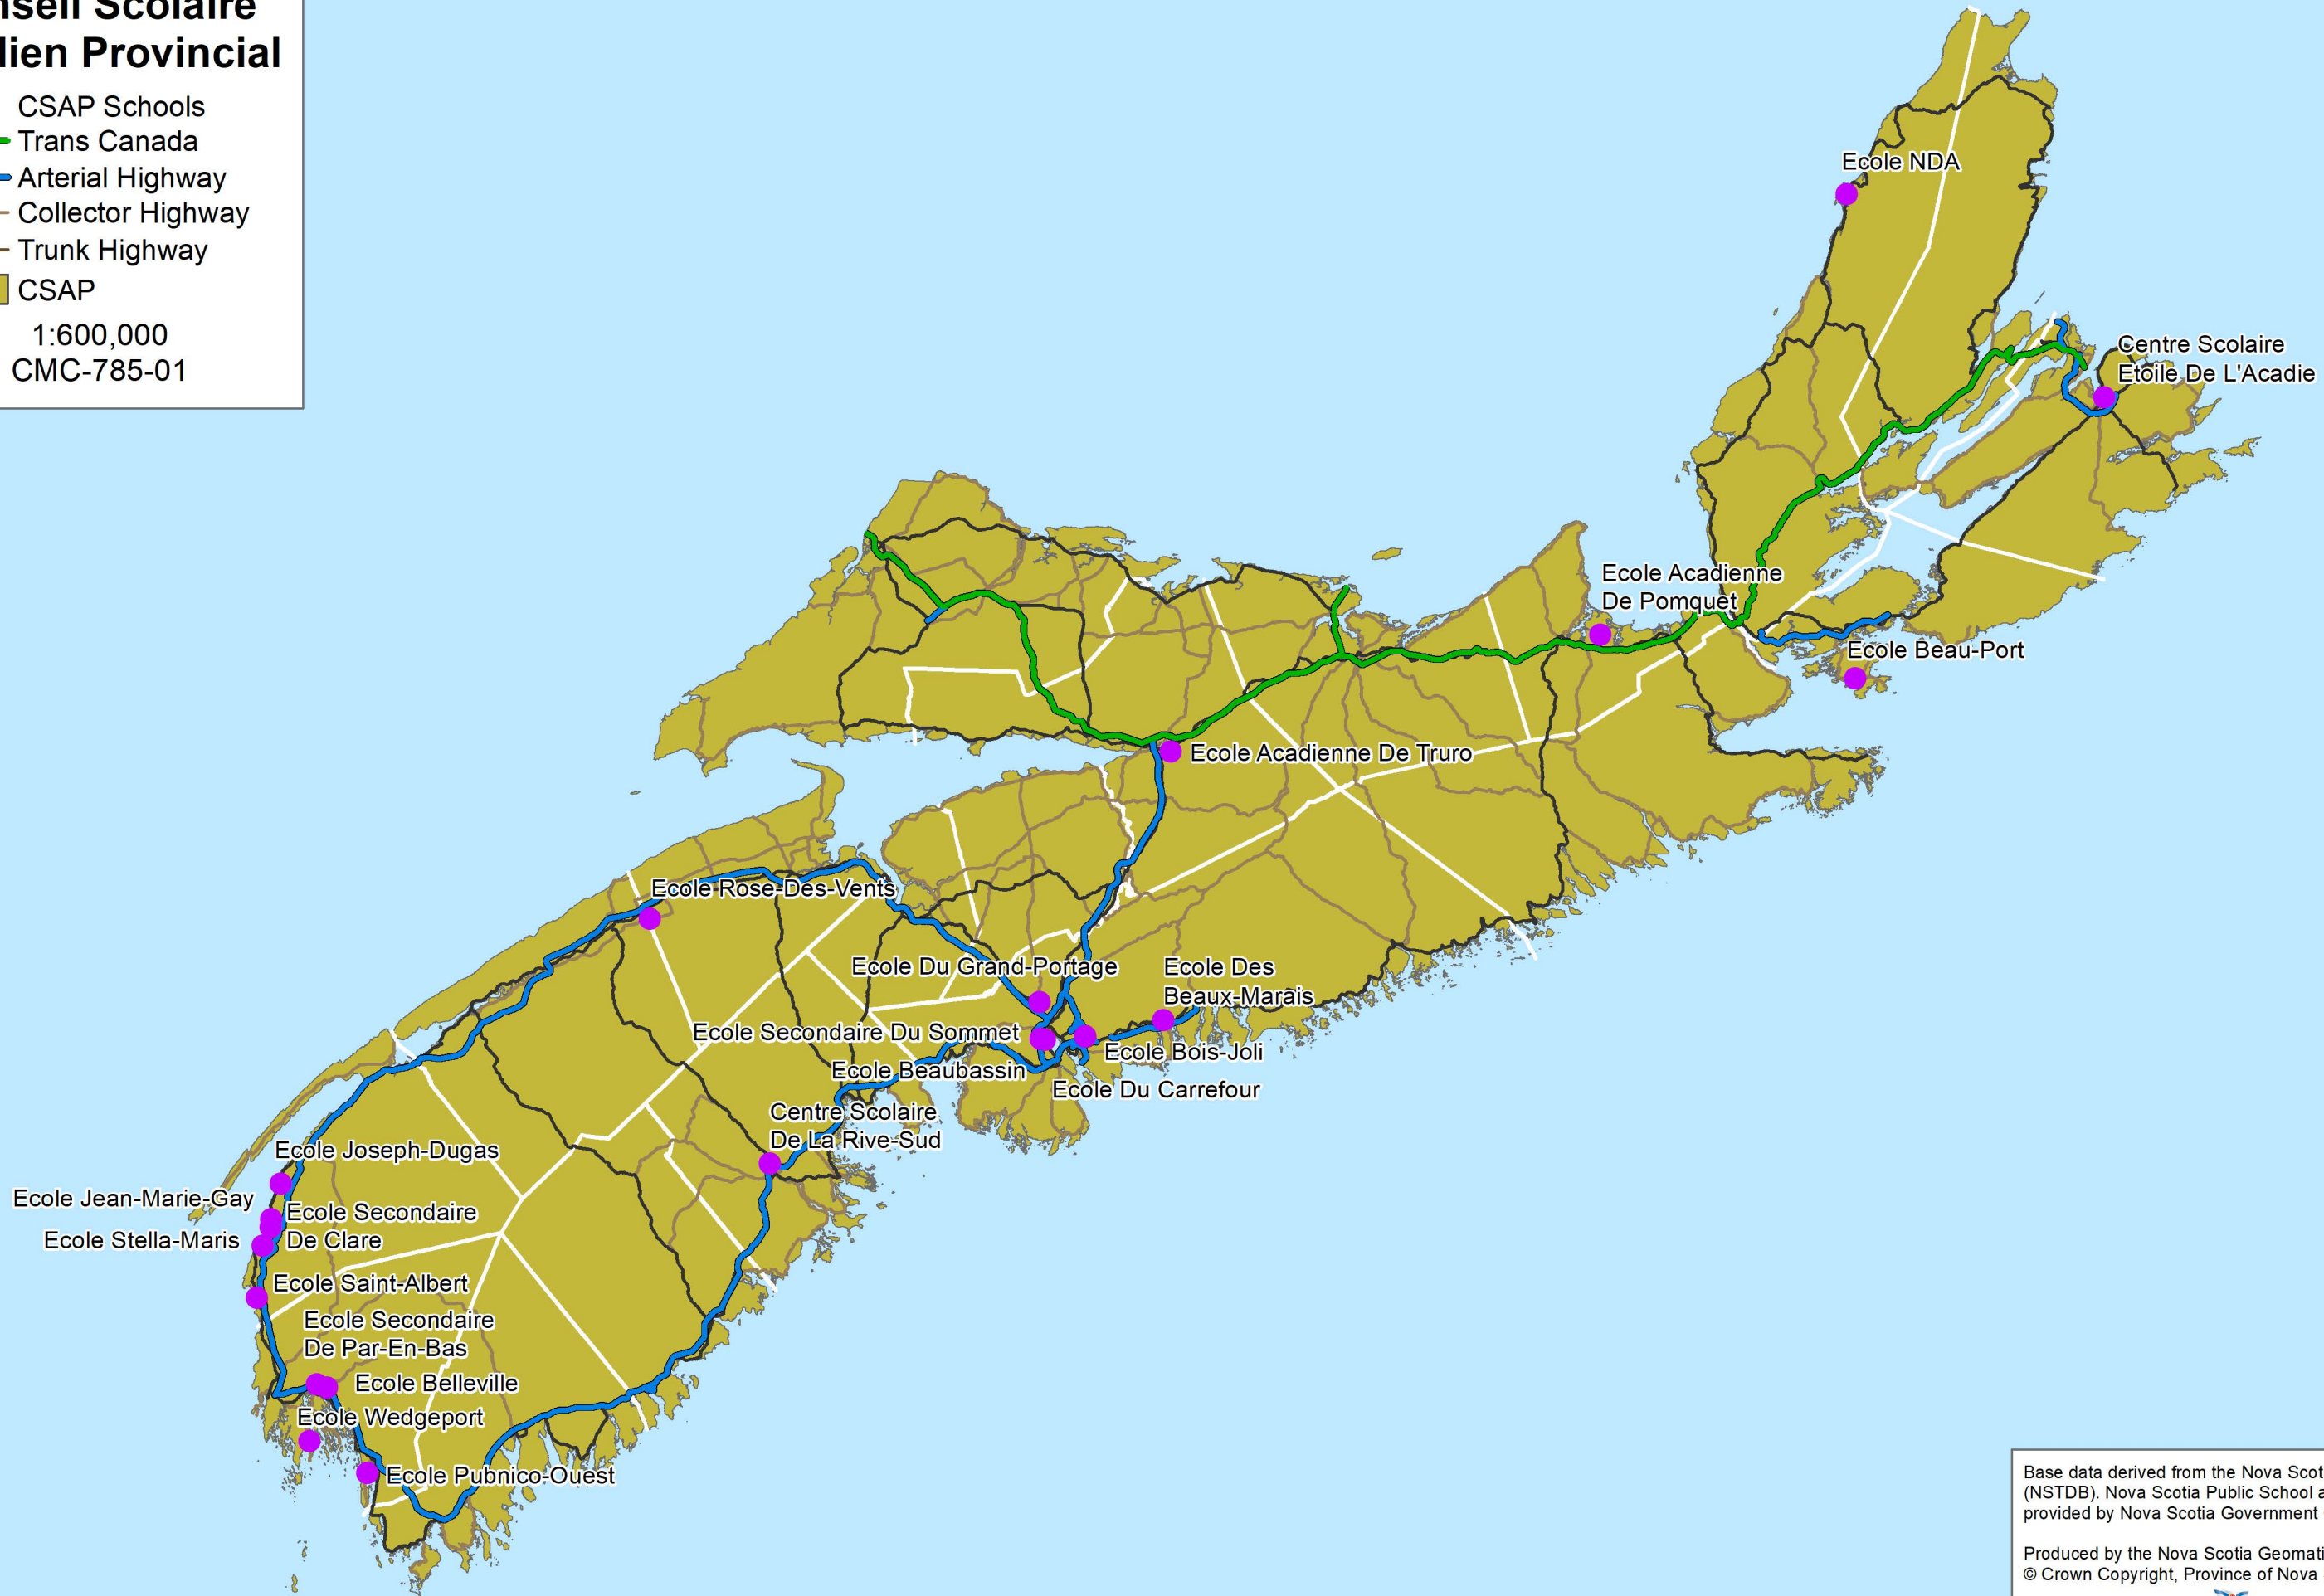 nseil Scolaire
lien Provincial
CSAP Schools
Trans Canada
Arterial Highway
Collector Highway
Trunk Highway
CSAP
1:600,000
CMC-785-01
Ecole NDA
Centre Scolaire
Etoile De L'Acadie
Ecole Acadienne
De Pomquet
Ecole Beau-Port
Ecole Acadienne De Truro
Ecole Rose-Des-Vents
Ecole Du Grand-Portage
Ecole Des
Beaux-Marais
Ecole Secondaire Du Sommet
Ecole Bois-Joli
Ecole Beaubassin
Ecole Du Carrefour
Centre Scolaire
De La Rive-Sud
Ecole Joseph-Dugas
Ecole Jean-Marie-Gay
Ecole Secondaire
De Clare
Ecole Stella-Maris
Ecole Saint-Albert
Ecole Secondaire
De Par-En-Bas
Ecole Belleville
Ecole Wedgeport
Ecole Pubnico-Ouest
Base data derived from the Nova Scot
(NSTDB). Nova Scotia Public School a
provided by Nova Scotia Government
Produced by the Nova Scotia Geomati
© Crown Copyright, Province of Nova